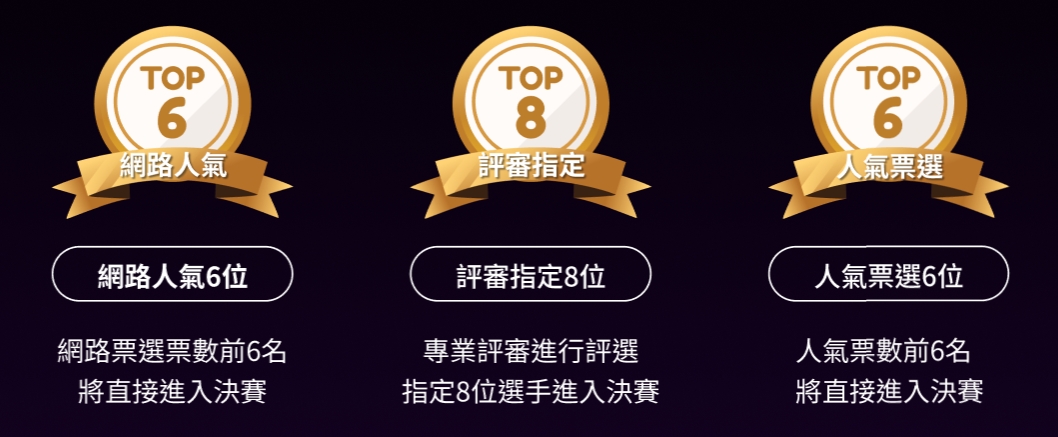 TOP
6
網路人氣
網路人氣6位
網路票選票數前6名
將直接進入決賽
TOP
8
評審指定
評審指定8位
專業評審進行評選
指定8位選手進入決賽
TOP
6
人氣票選
人氣票選6位
人氣票數前6名
將直接進入決賽